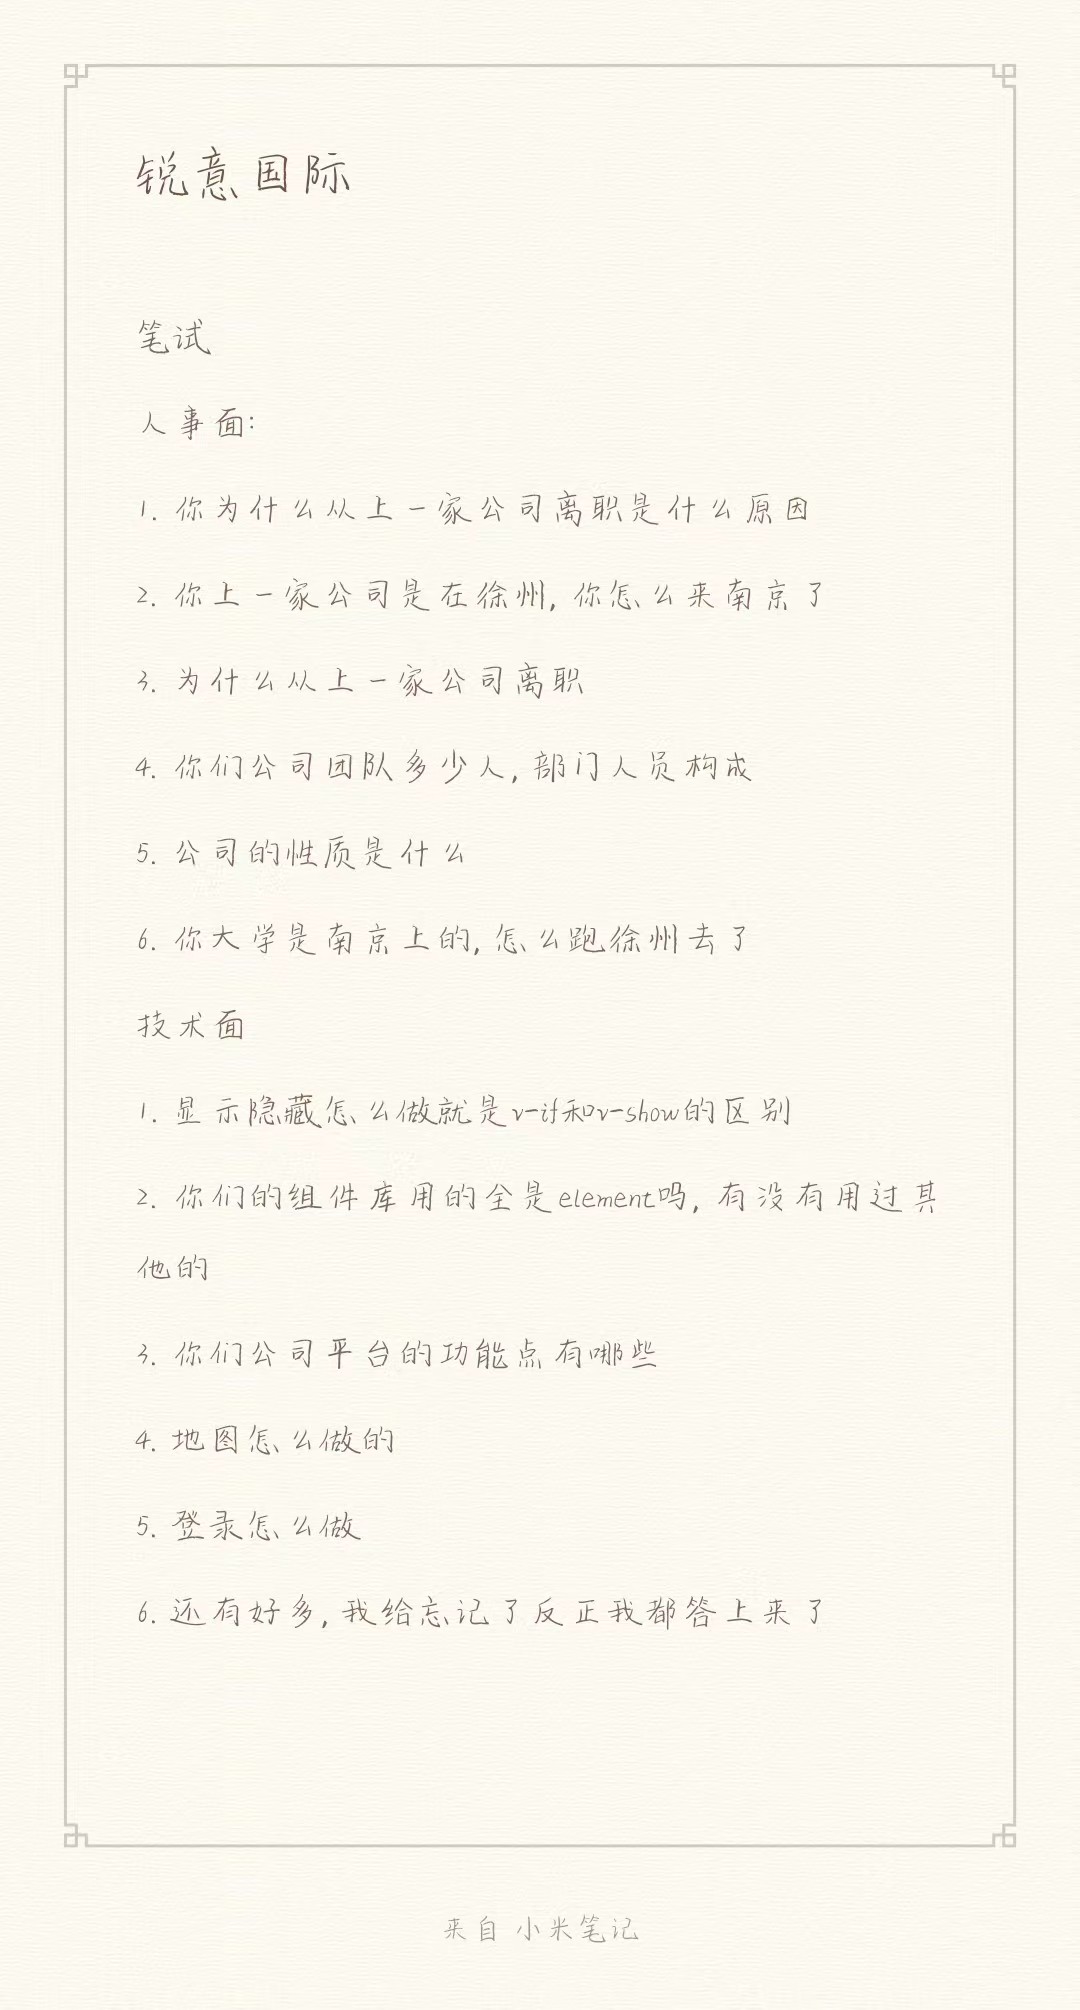 锐意国际
笔试
人事面:
1. 你为什么从上一家公司离职是什么原因
2. 你上一家公司是在徐州, 你怎么来南京了
3. 为什么从上一家公司离职
4. 你们公司团队多少人, 部门人员构成
5. 公司的性质是什么
6. 你大学是南京上的, 怎么跑徐州去了
技术面
1. 显示隐藏怎么做就是v-if和v-show的区别
2. 你们的组件库用的全是element吗, 有没有用过其
他的
3. 你们公司平台的功能点有哪些
4. 地图怎么做的
5. 登录怎么做
6. 还有好多, 我给忘记了反正我都答上来了
来自 小米笔记